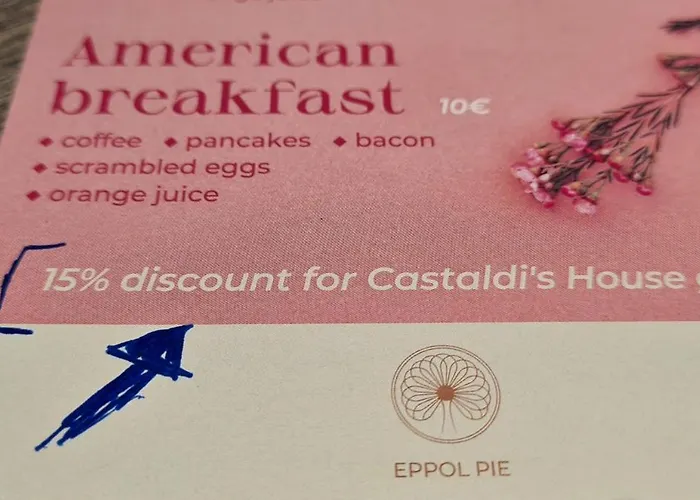 American
breakfast 10€
◆ coffee ◆ pancakes ◆ bacon
◆ scrambled eggs
◆ orange juice
15% discount for Castaldi's House
EPPOL PIE